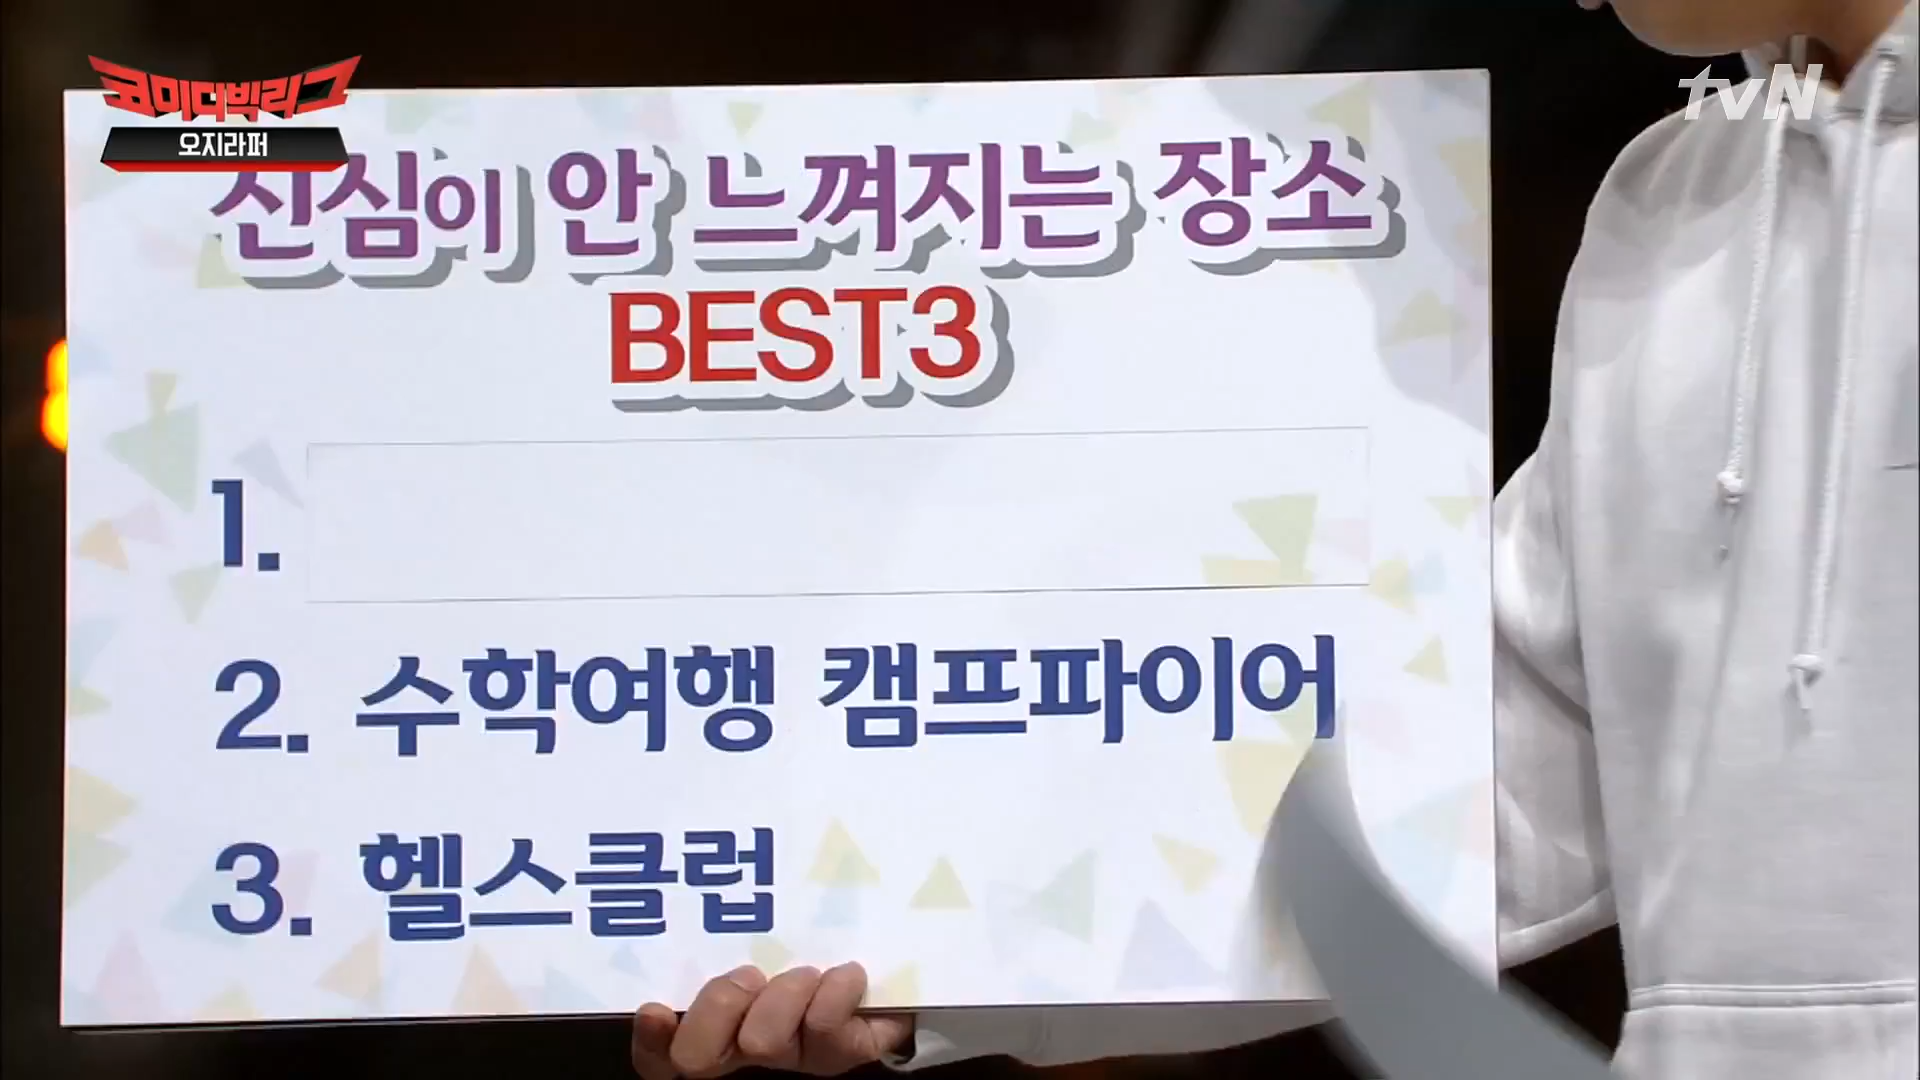 코미디빅리그
오지라퍼
tvN
진심이 안 느껴지는 장소
BEST3
1.
2. 수학여행 캠프파이어
3. 헬스클럽